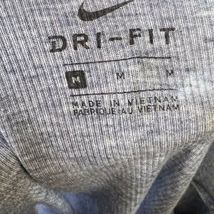 DRI-FIT
M M M
MADE IN VIETNAM
FABRIQUÉ AU VIETNAM